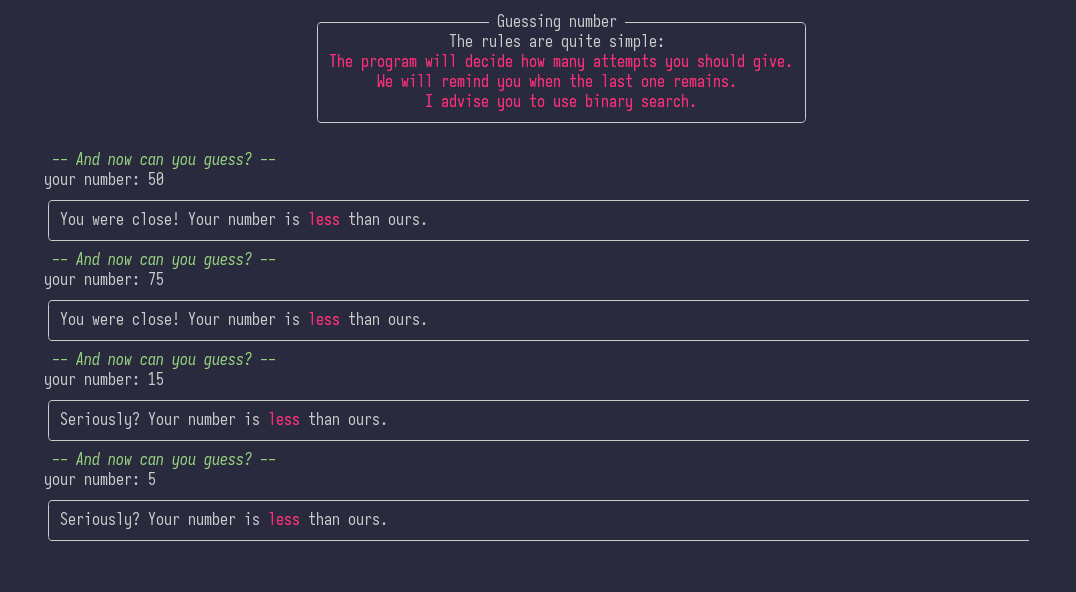 Guessing number
The rules are quite simple:
The program will decide how many attempts you should give.
We will remind you when the last one remains.
I advise you to use binary search.
-- And now can you guess? --
your number: 50
You were close! Your number is less than ours.
-- And now can you guess? --
your number: 75
You were close! Your number is less than ours.
-- And now can you guess? --
your number: 15
Seriously? Your number is less than ours.
-- And now can you guess? --
your number: 5
Seriously? Your number is less than ours.